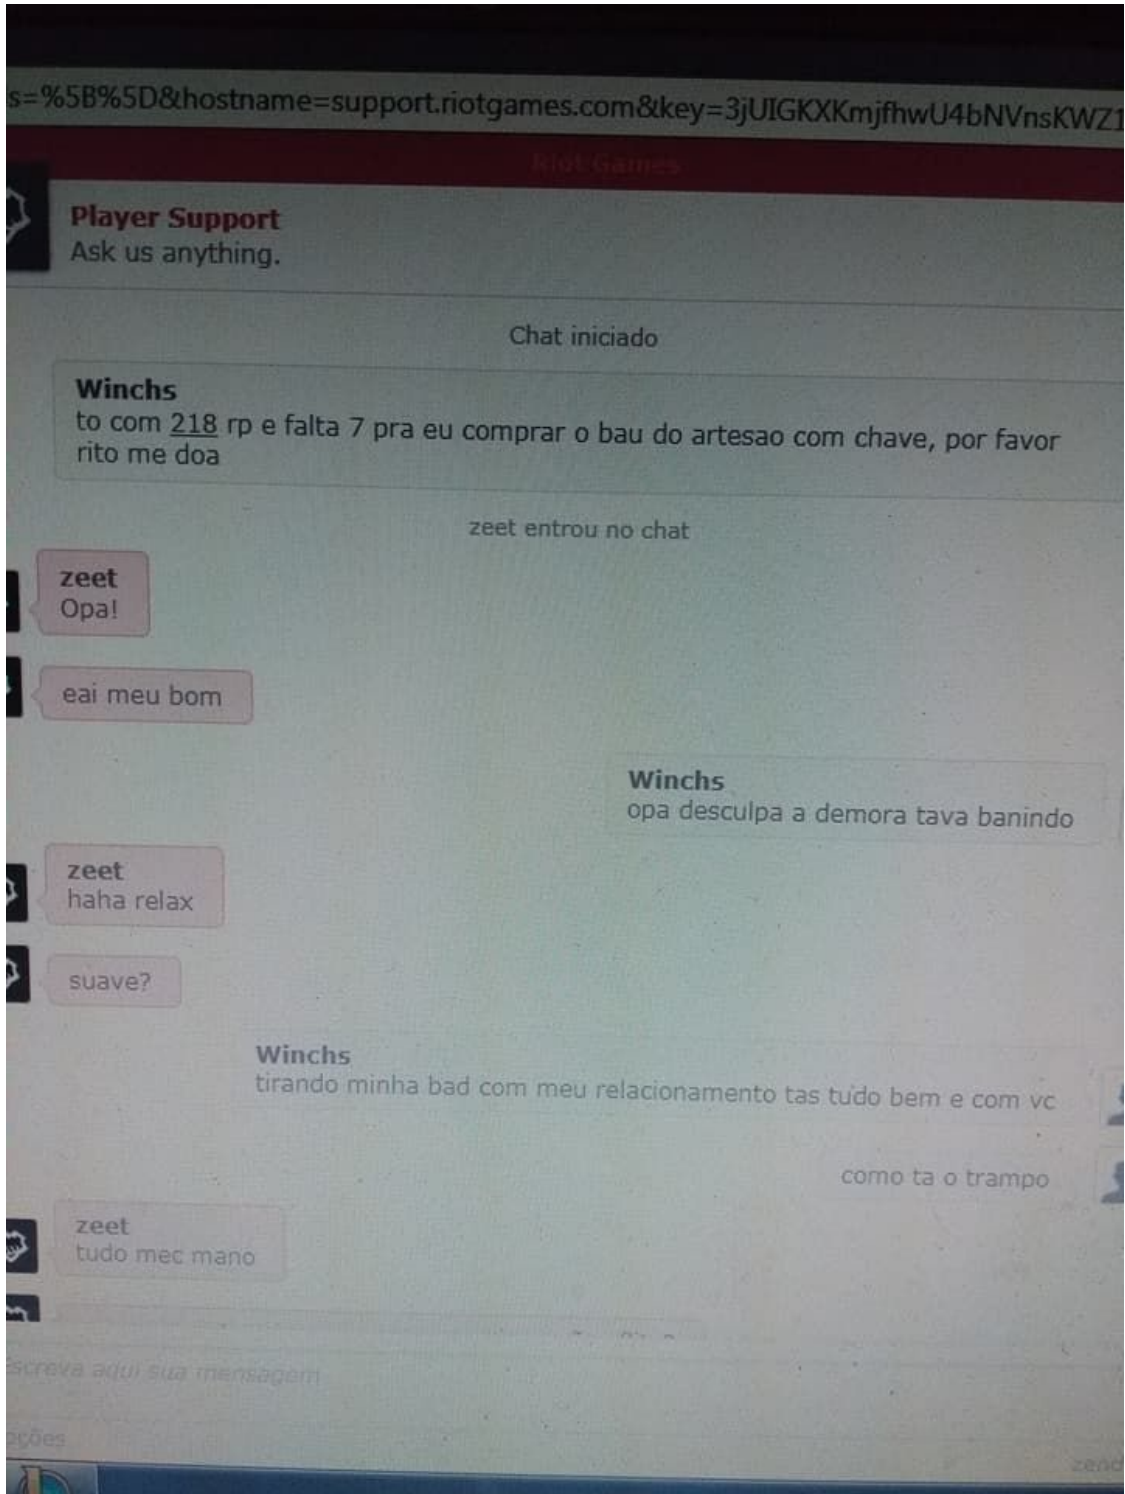 s=%5B%5D&hostname=support.riotgames.com&key=3jUIGKXKmjfhwU4bNVnsKWZ1
Riot Games
Player Support
Ask us anything.
Chat iniciado
Winchs
to com 218 rp e falta 7 pra eu comprar o bau do artesao com chave, por favor
rito me doa
zeet entrou no chat
zeet
Opa!
eai meu bom
Winchs
opa desculpa a demora tava banindo
zeet
haha relax
suave?
Winchs
tirando minha bad com meu relacionamento tas tudo bem e com vc
como ta o trampo
zeet
tudo mec mano
Escreva aqui sua mensagem
pções
zend